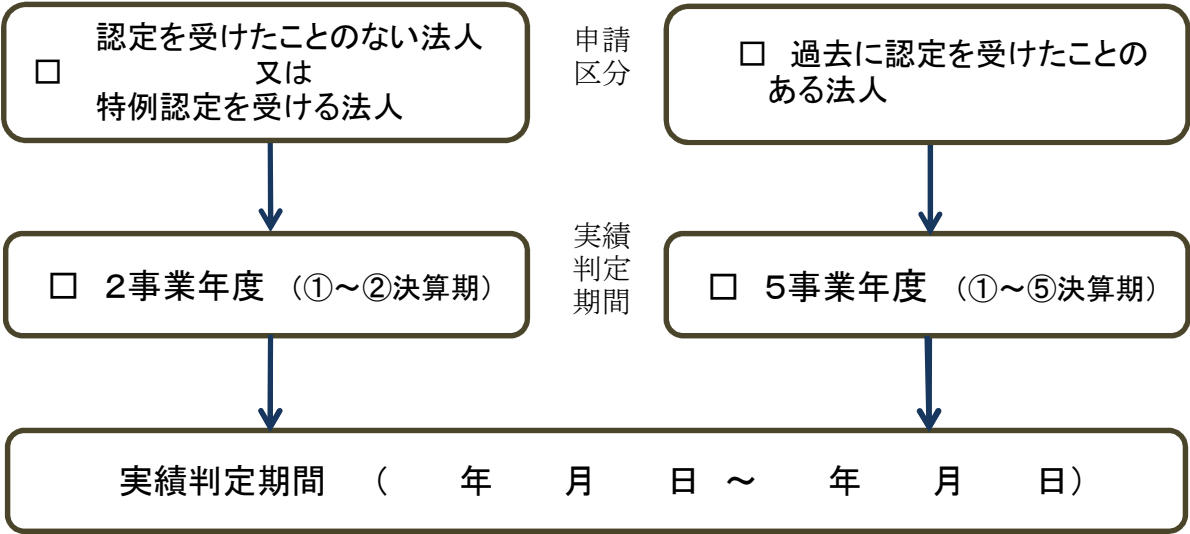 認定を受けたことのない法人
□ 又は
特例認定を受ける法人
申請
区分
□ 過去に認定を受けたことの
ある法人
□ 2事業年度 (①～②決算期)
実績
判定
期間
□ 5事業年度 (①～⑤決算期)
実績判定期間 ( 年 月 日 ～ 年 月 日)